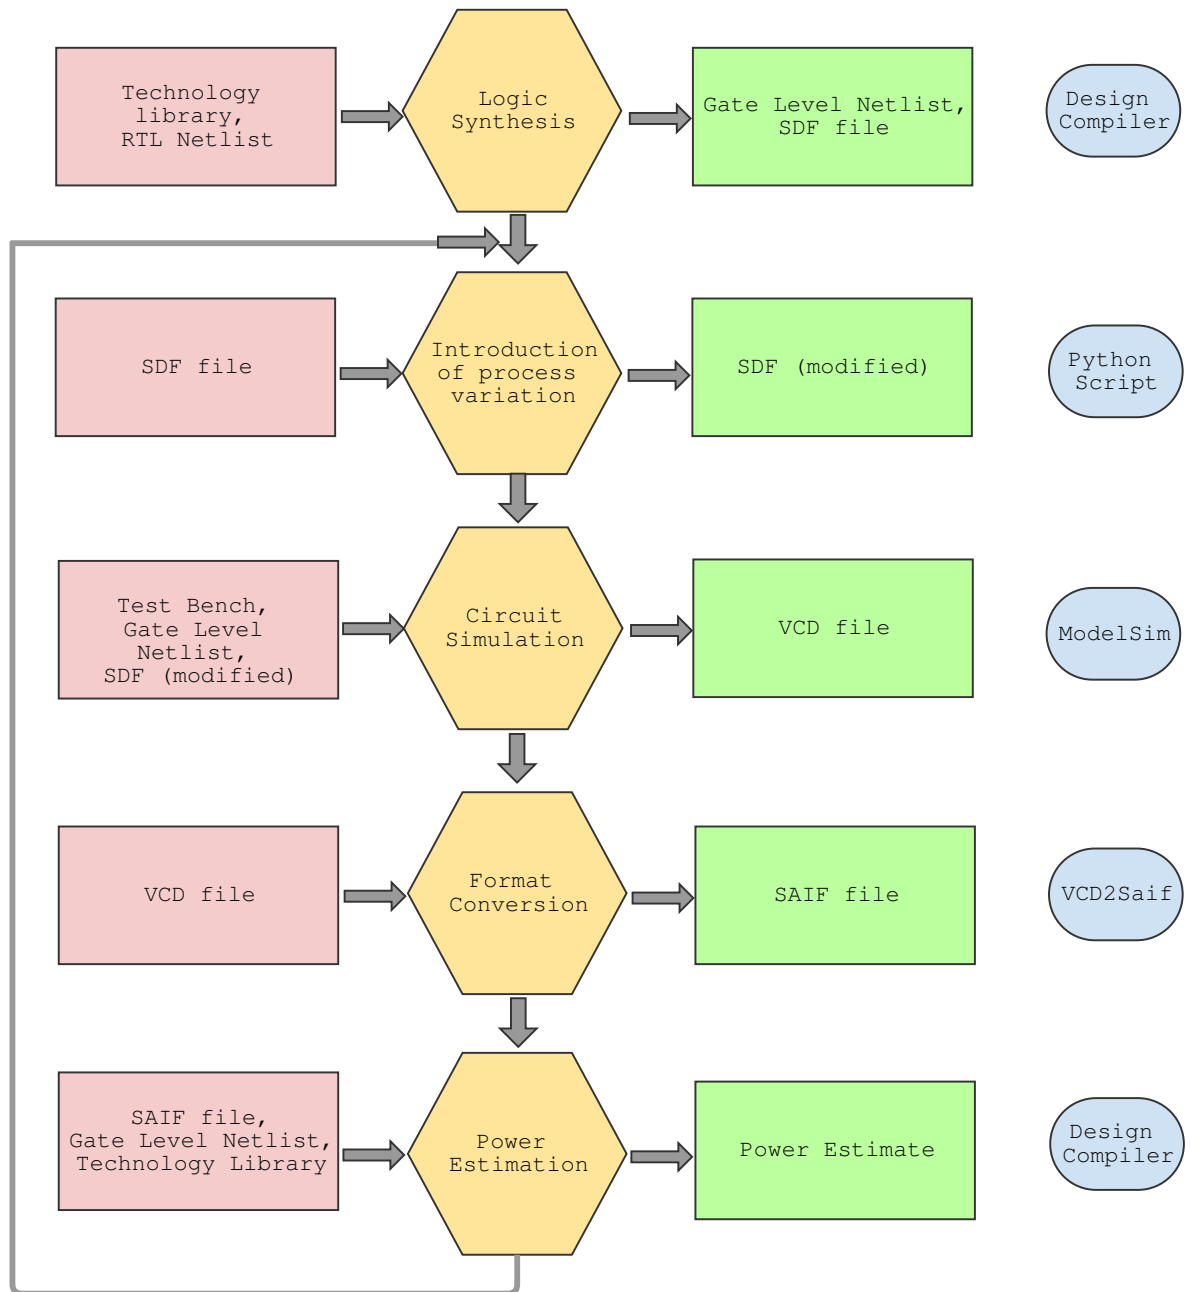 Technology
library,
RTL Netlist
Logic
Synthesis
Gate Level Netlist,
SDF file
Design
Compiler
SDF file
Introduction
of process
variation
SDF (modified)
Python
Script
Test Bench,
Gate Level
Netlist,
SDF (modified)
Circuit
Simulation
VCD file
ModelSim
VCD file
Format
Conversion
SAIF file
VCD2Saif
SAIF file,
Gate Level Netlist,
Technology Library
Power
Estimation
Power Estimate
Design
Compiler